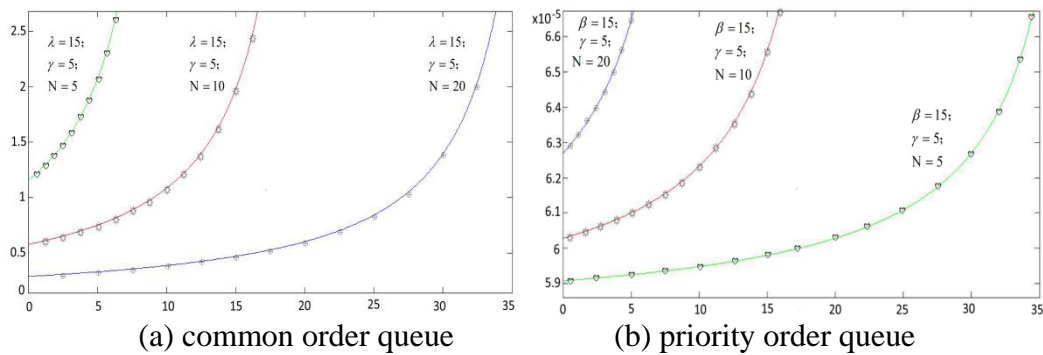 2.5
2
1.5
1
0.5
0
λ = 15; λ = 15; λ = 15;
γ = 5; γ = 5; γ = 5;
N = 5 N = 10 N = 20
0 5 10 15 20 25 30 35
(a) common order queue
x10⁻⁵
6.6
6.5
6.4
6.3
6.2
6.1
6
5.9
β = 15;
γ = 5;
N = 20
β = 15;
γ = 5;
N = 10
β = 15;
γ = 5;
N = 5
0 5 10 15 20 25 30 35
(b) priority order queue